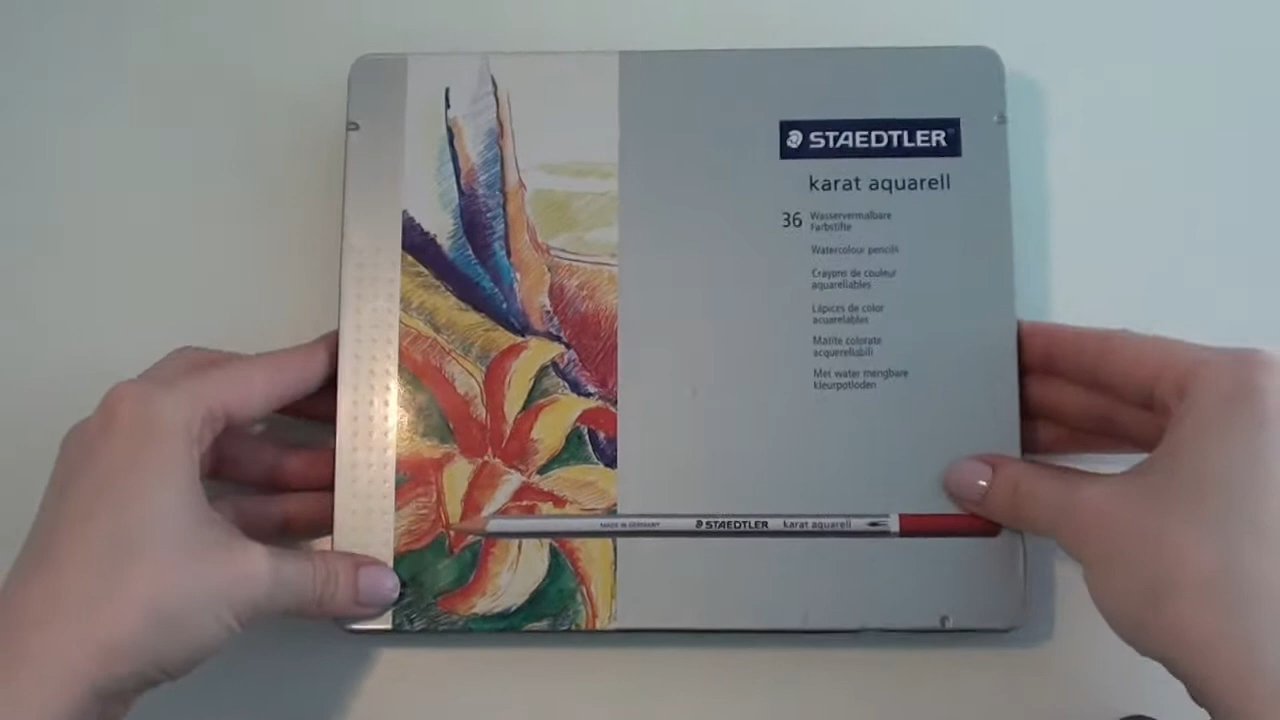 STAEDTLER
karat aquarell
36 Wasservermalbare
Farbstifte
Watercolour pencils
Crayons de couleur
aquarellables
Lápices de color
acuarelables
Matite colorate
acquerellabili
Met water mengbare
kleurpotloden
MADE IN GERMANY STAEDTLER karat aquarell